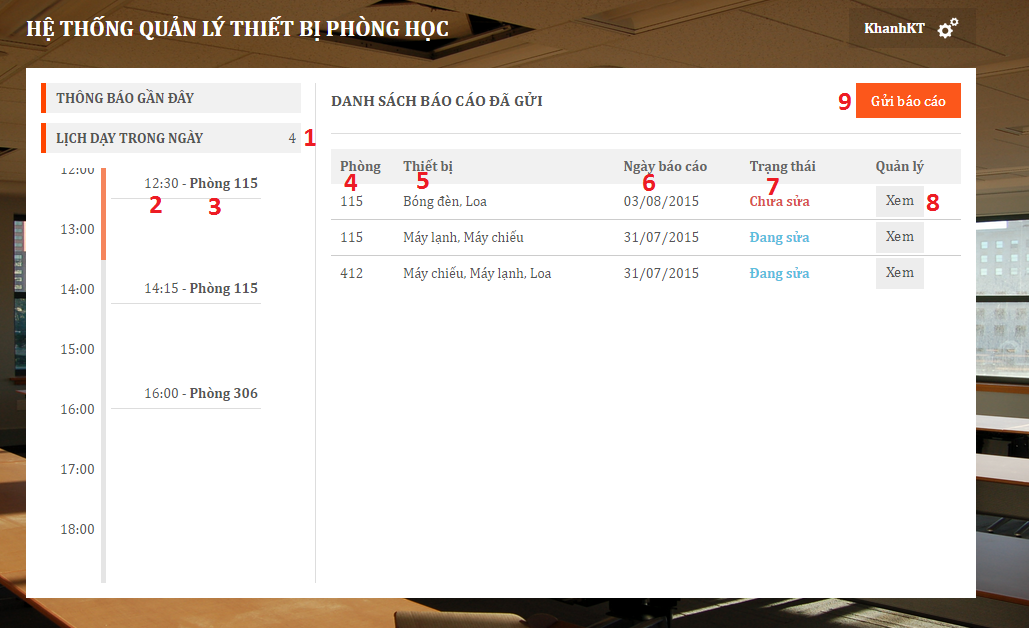 HỆ THỐNG QUẢN LÝ THIẾT BỊ PHÒNG HỌC
KhanhKT
THÔNG BÁO GẦN ĐÂY
LỊCH DẠY TRONG NGÀY 4 1
12:00
12:30 - Phòng 115
2 3
13:00
14:00
14:15 - Phòng 115
15:00
16:00 - Phòng 306
16:00
17:00
18:00
DANH SÁCH BÁO CÁO ĐÃ GỬI
9 Gửi báo cáo
Phòng Thiết bị Ngày báo cáo Trạng thái Quản lý
4 5 6 7
115 Bóng đèn, Loa 03/08/2015 Chưa sửa Xem 8
115 Máy lạnh, Máy chiếu 31/07/2015 Đang sửa Xem
412 Máy chiếu, Máy lạnh, Loa 31/07/2015 Đang sửa Xem